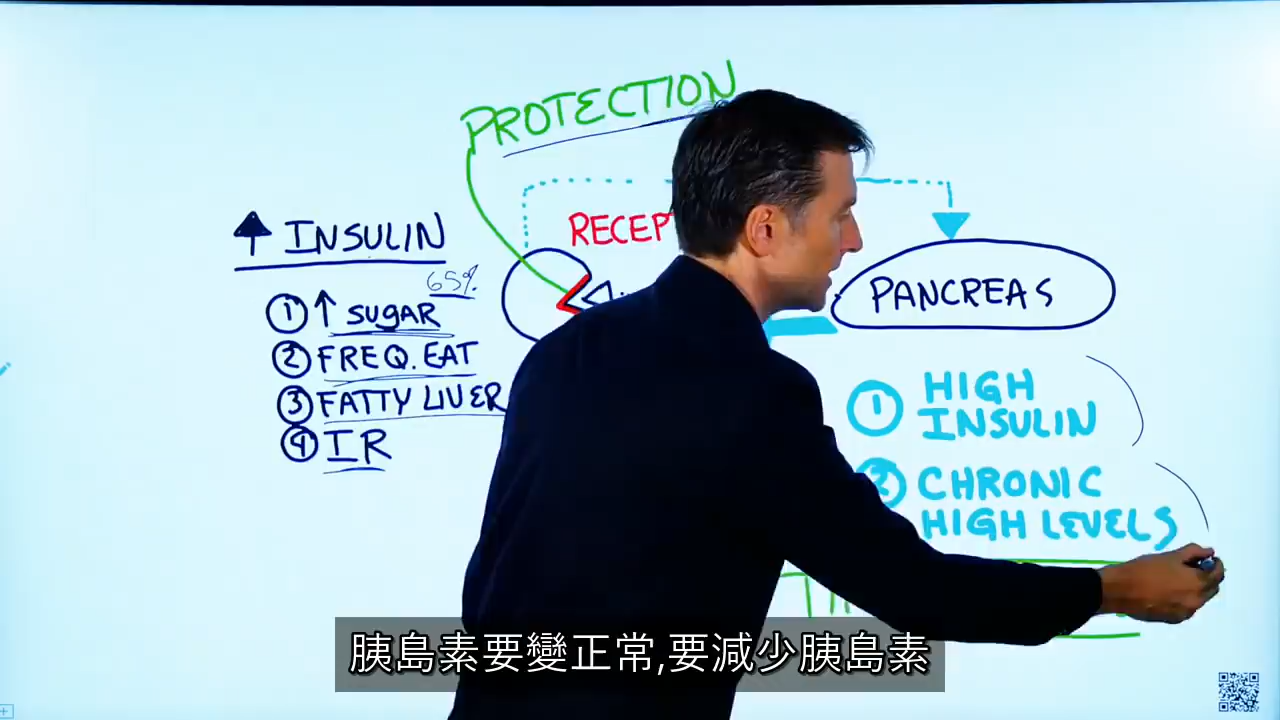 PROTECTION
RECEP
↑ INSULIN
65%
① ↑ SUGAR
② FREQ. EAT
③ FATTY LIVER
④ IR
PANCREAS
① HIGH
INSULIN
② CHRONIC
HIGH LEVELS
胰島素要變正常,要減少胰島素